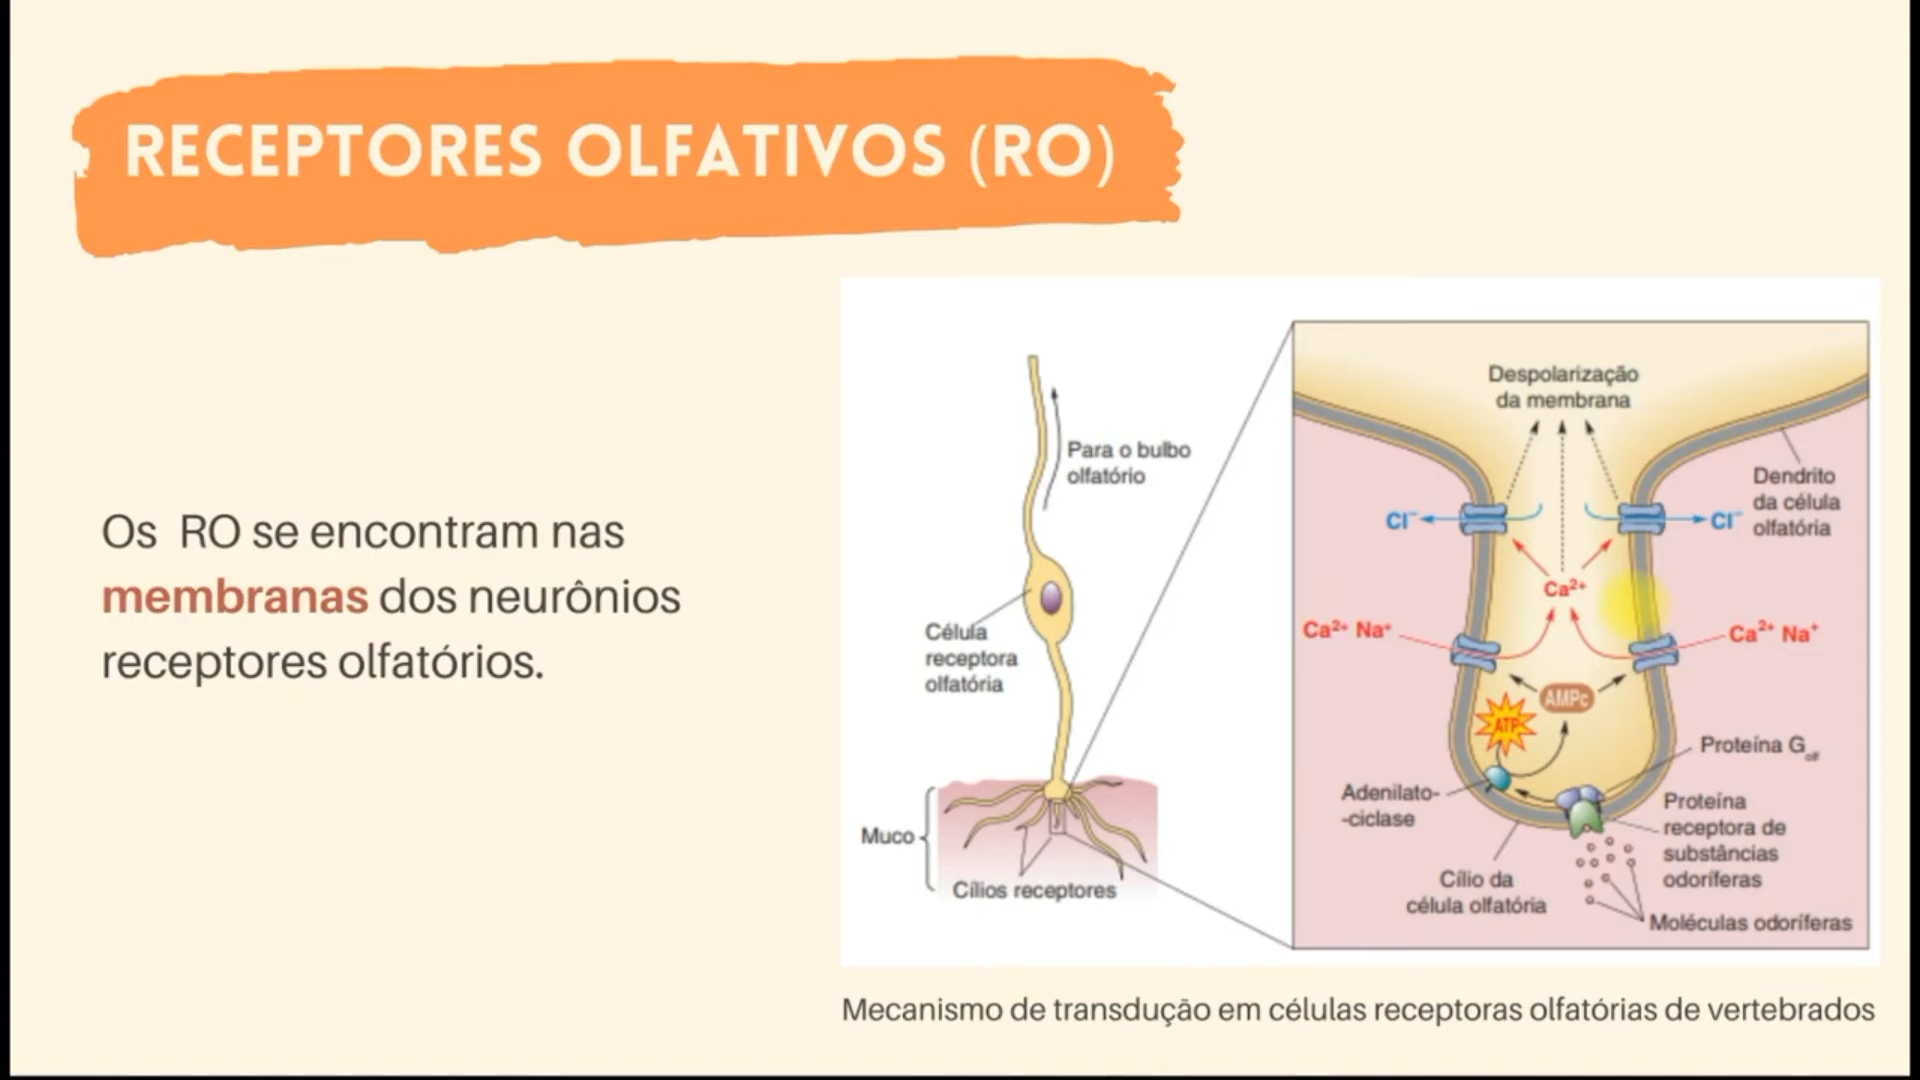 RECEPTORES OLFATIVOS (RO)
Os RO se encontram nas
membranas dos neurônios
receptores olfatórios.
Para o bulbo
olfatório
Célula
receptora
olfatória
Muco
Cílios receptores
Despolarização
da membrana
Dendrito
da célula
olfatória
Cl⁻
Cl⁻
Ca²⁺
Ca²⁺ Na⁺
Ca²⁺ Na⁺
AMPc
ATP
Proteína G olf
Adenilato-
-ciclase
Proteína
receptora de
substâncias
odoríferas
Cílio da
célula olfatória
Moléculas odoríferas
Mecanismo de transdução em células receptoras olfatórias de vertebrados